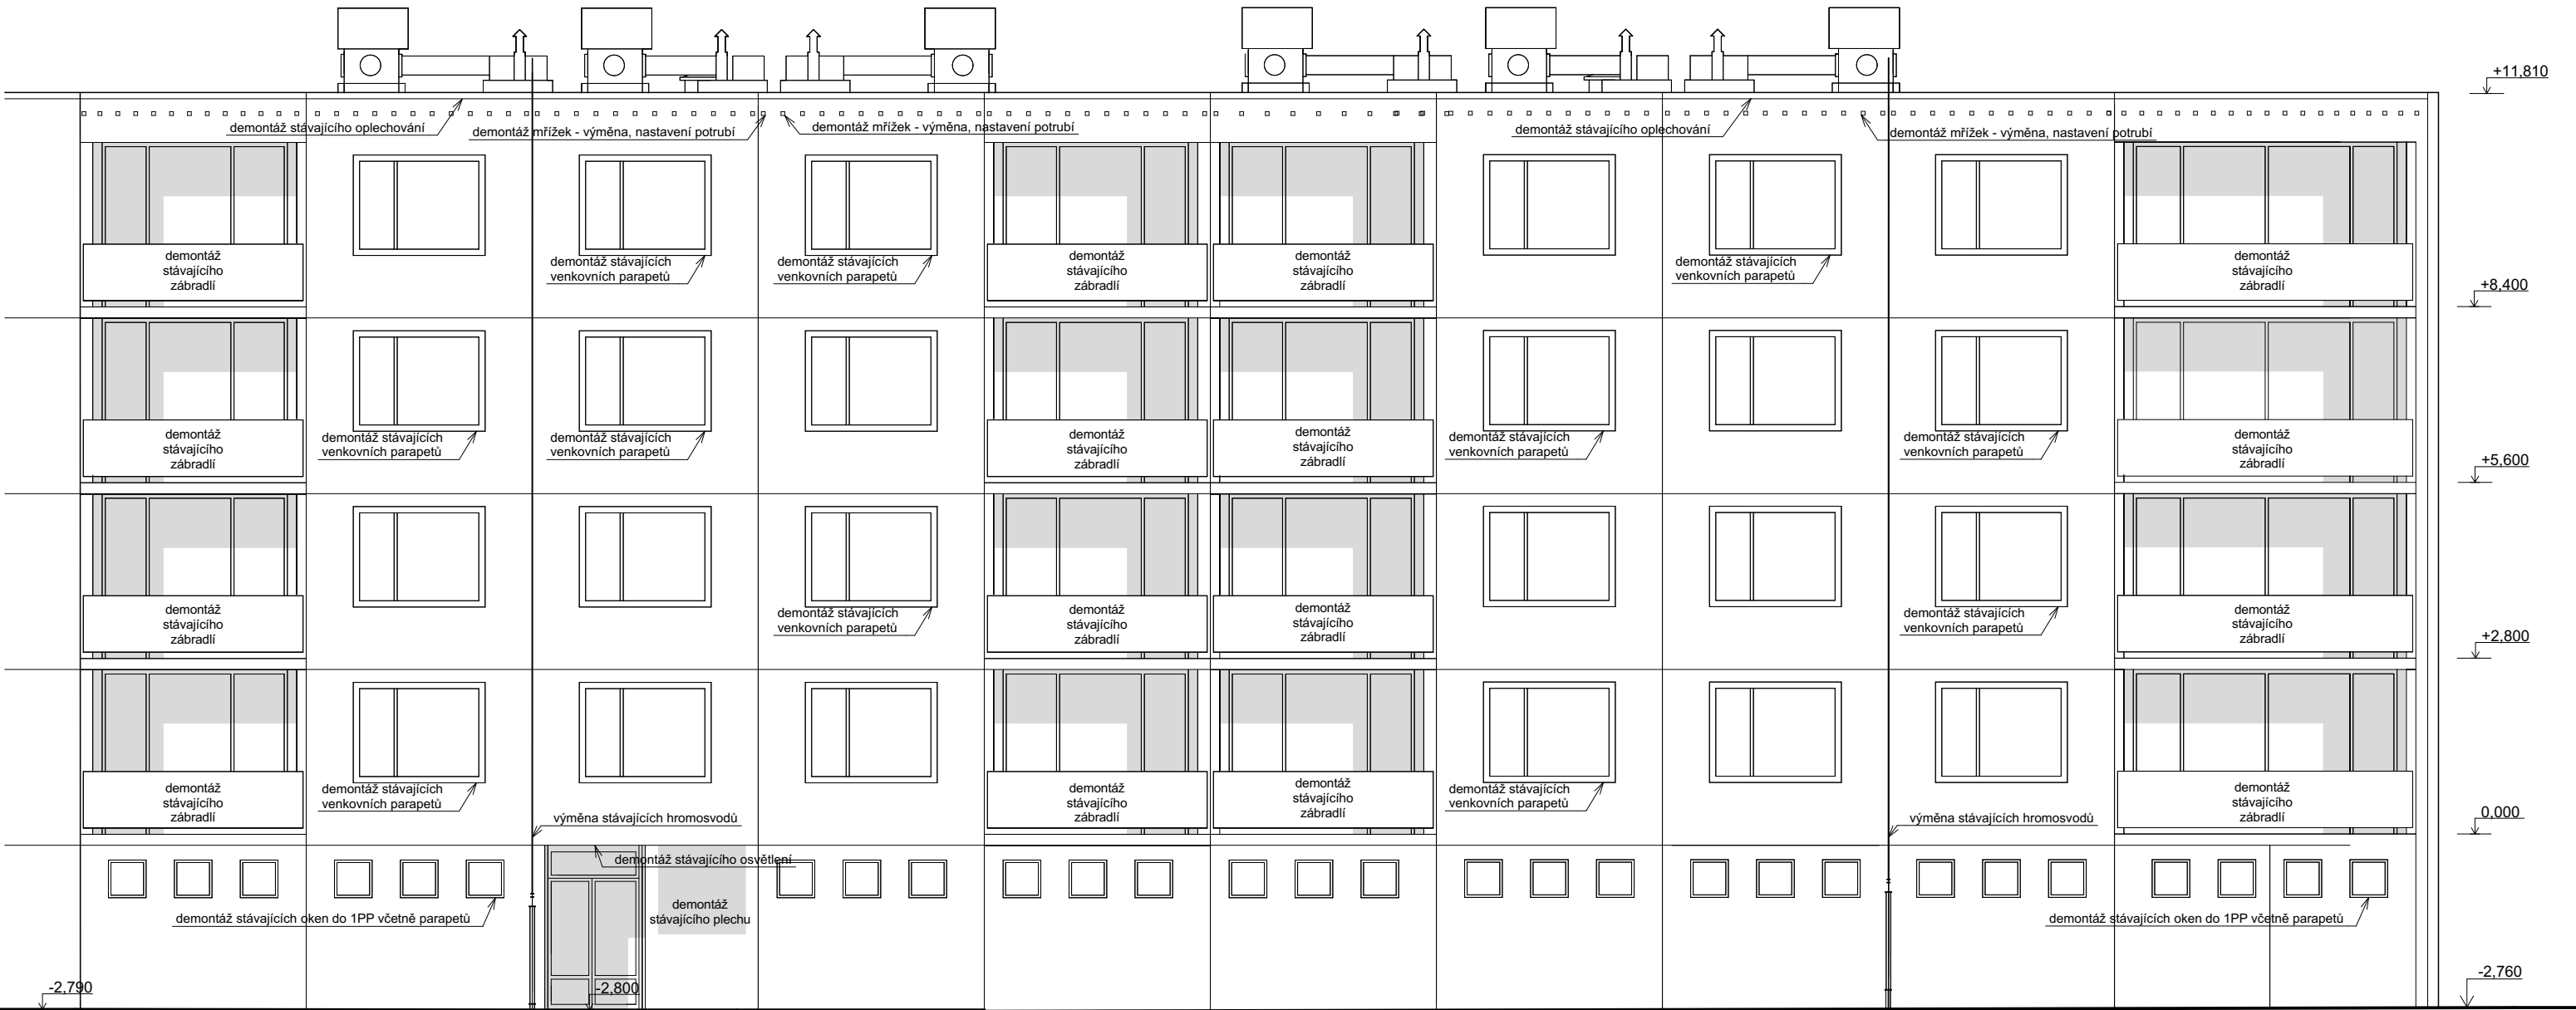 +11,810
demontáž stávajícího oplechování
demontáž mřížek - výměna, nastavení potrubí
demontáž mřížek - výměna, nastavení potrubí
demontáž stávajícího oplechování
demontáž mřížek - výměna, nastavení potrubí
demontáž
stávajícího
zábradlí
demontáž stávajících
venkovních parapetů
demontáž stávajících
venkovních parapetů
demontáž
stávajícího
zábradlí
demontáž
stávajícího
zábradlí
demontáž stávajících
venkovních parapetů
demontáž
stávajícího
zábradlí
+8,400
demontáž
stávajícího
zábradlí
demontáž stávajících
venkovních parapetů
demontáž stávajících
venkovních parapetů
demontáž
stávajícího
zábradlí
demontáž
stávajícího
zábradlí
demontáž stávajících
venkovních parapetů
demontáž stávajících
venkovních parapetů
demontáž
stávajícího
zábradlí
+5,600
demontáž
stávajícího
zábradlí
demontáž stávajících
venkovních parapetů
demontáž
stávajícího
zábradlí
demontáž
stávajícího
zábradlí
demontáž stávajících
venkovních parapetů
demontáž
stávajícího
zábradlí
+2,800
demontáž
stávajícího
zábradlí
demontáž stávajících
venkovních parapetů
demontáž
stávajícího
zábradlí
demontáž
stávajícího
zábradlí
demontáž stávajících
venkovních parapetů
demontáž
stávajícího
zábradlí
0,000
výměna stávajících hromosvodů
výměna stávajících hromosvodů
demontáž stávajícího osvětlení
demontáž
stávajícího plechu
demontáž stávajících oken do 1PP včetně parapetů
demontáž stávajících oken do 1PP včetně parapetů
-2,790
-2,800
-2,760